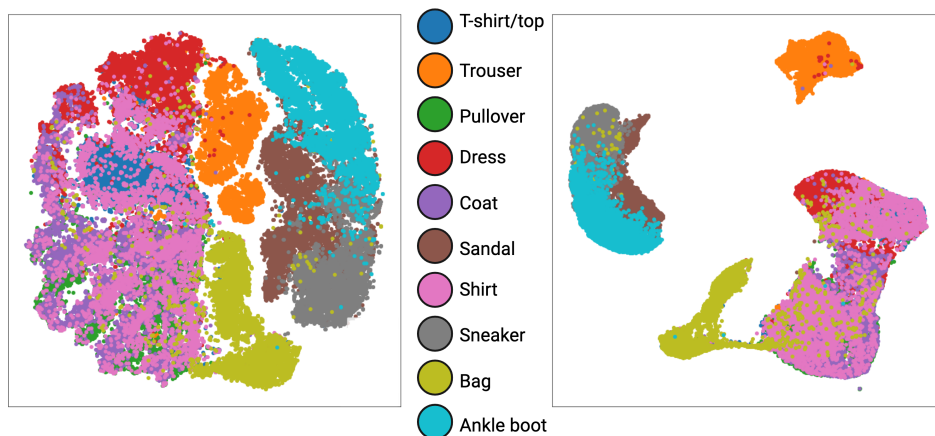 T-shirt/top
Trouser
Pullover
Dress
Coat
Sandal
Shirt
Sneaker
Bag
Ankle boot